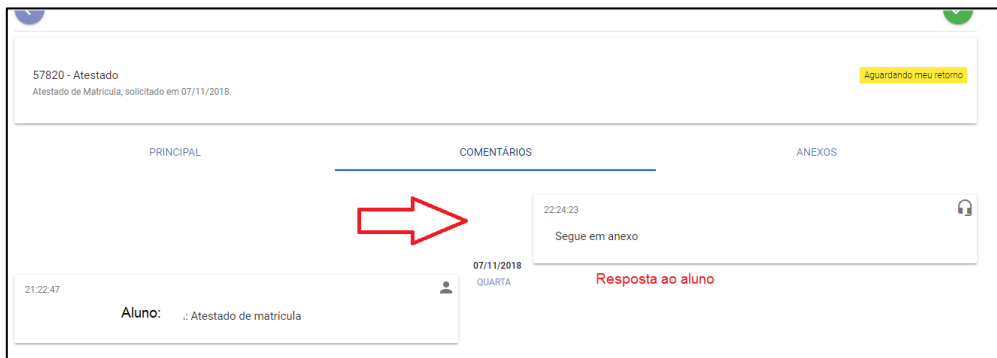 57820 - Atestado
Aguardando meu retorno
Atestado de Matricula, solicitado em 07/11/2018.
PRINCIPAL
COMENTÁRIOS
ANEXOS
22:24:23
Segue em anexo
07/11/2018
QUARTA
Resposta ao aluno
21:22:47
Aluno: .: Atestado de matrícula